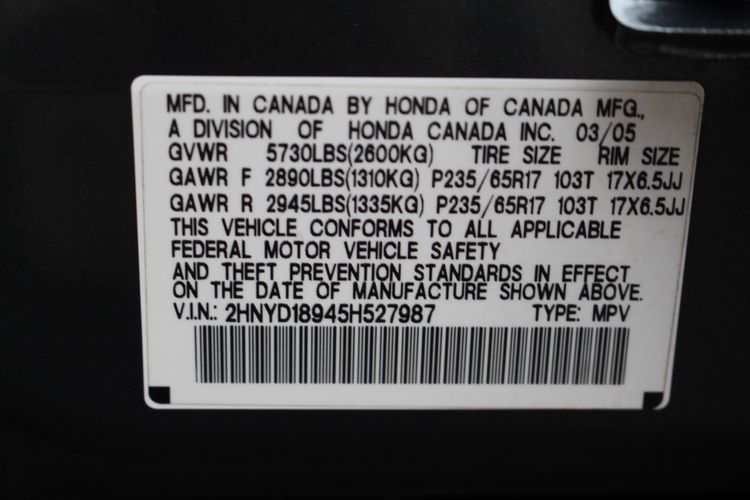 MFD. IN CANADA BY HONDA OF CANADA MFG.,
A DIVISION OF HONDA CANADA INC. 03/05
GVWR 5730LBS(2600KG) TIRE SIZE RIM SIZE
GAWR F 2890LBS(1310KG) P235/65R17 103T 17X6.5JJ
GAWR R 2945LBS(1335KG) P235/65R17 103T 17X6.5JJ
THIS VEHICLE CONFORMS TO ALL APPLICABLE
FEDERAL MOTOR VEHICLE SAFETY
AND THEFT PREVENTION STANDARDS IN EFFECT
ON THE DATE OF MANUFACTURE SHOWN ABOVE.
V.I.N.: 2HNYD18945H527987 TYPE: MPV